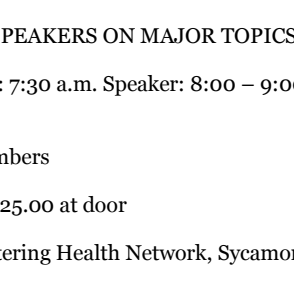 PEAKERS ON MAJOR TOPICS
: 7:30 a.m. Speaker: 8:00 – 9:0
mbers
25.00 at door
tering Health Network, Sycamor